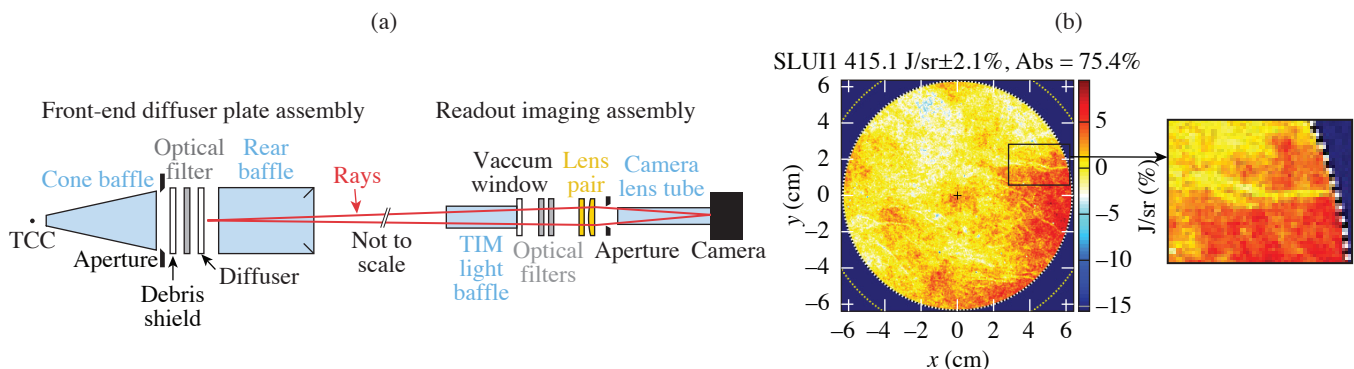 (a)
Front-end diffuser plate assembly
Readout imaging assembly
Optical
filter
Rear
baffle
Cone baffle
Rays
Vaccum
window
Lens
pair
Camera
lens tube
TCC
Aperture
Debris
shield
Diffuser
Not to
scale
TIM
light
baffle
Optical
filters
Aperture
Camera
(b)
SLUI1 415.1 J/sr±2.1%, Abs = 75.4%
6
4
2
0
–2
–4
–6
y (cm)
–6 –4 –2 0 2 4 6
x (cm)
5
0
–5
–10
–15
J/sr (%)